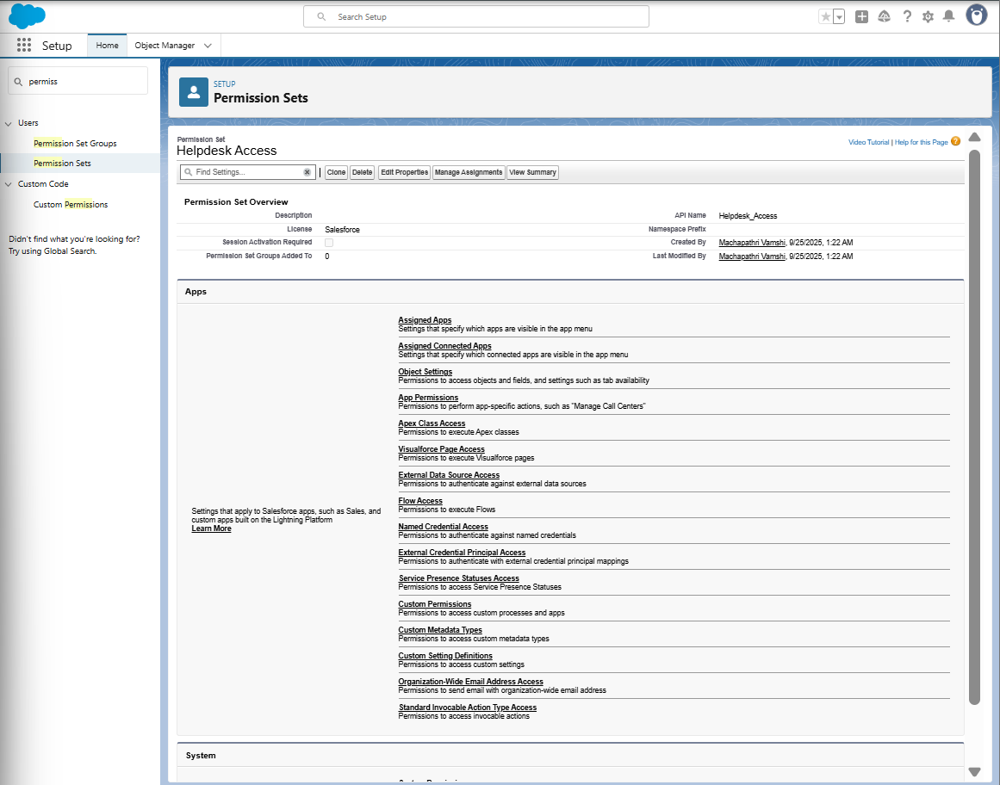 Search Setup
Setup
Home
Object Manager
permiss
Users
Permission Set Groups
Permission Sets
Custom Code
Custom Permissions
Didn't find what you're looking for?
Try using Global Search.
SETUP
Permission Sets
Permission Set
Helpdesk Access
Video Tutorial | Help for this Page
Find Settings...
Clone
Delete
Edit Properties
Manage Assignments
View Summary
Permission Set Overview
Description
API Name Helpdesk_Access
License Salesforce
Namespace Prefix
Session Activation Required
Created By Machapathri Vamshi, 9/25/2025, 1:22 AM
Permission Set Groups Added To 0
Last Modified By Machapathri Vamshi, 9/25/2025, 1:22 AM
Apps
Settings that apply to Salesforce apps, such as Sales, and
custom apps built on the Lightning Platform
Learn More
Assigned Apps
Settings that specify which apps are visible in the app menu
Assigned Connected Apps
Settings that specify which connected apps are visible in the app menu
Object Settings
Permissions to access objects and fields, and settings such as tab availability
App Permissions
Permissions to perform app-specific actions, such as "Manage Call Centers"
Apex Class Access
Permissions to execute Apex classes
Visualforce Page Access
Permissions to execute Visualforce pages
External Data Source Access
Permissions to authenticate against external data sources
Flow Access
Permissions to execute Flows
Named Credential Access
Permissions to authenticate against named credentials
External Credential Principal Access
Permissions to authenticate with external credential principal mappings
Service Presence Statuses Access
Permissions to access Service Presence Statuses
Custom Permissions
Permissions to access custom processes and apps
Custom Metadata Types
Permissions to access custom metadata types
Custom Setting Definitions
Permissions to access custom settings
Organization-Wide Email Address Access
Permissions to send email with organization-wide email address
Standard Invocable Action Type Access
Permissions to access invocable actions
System